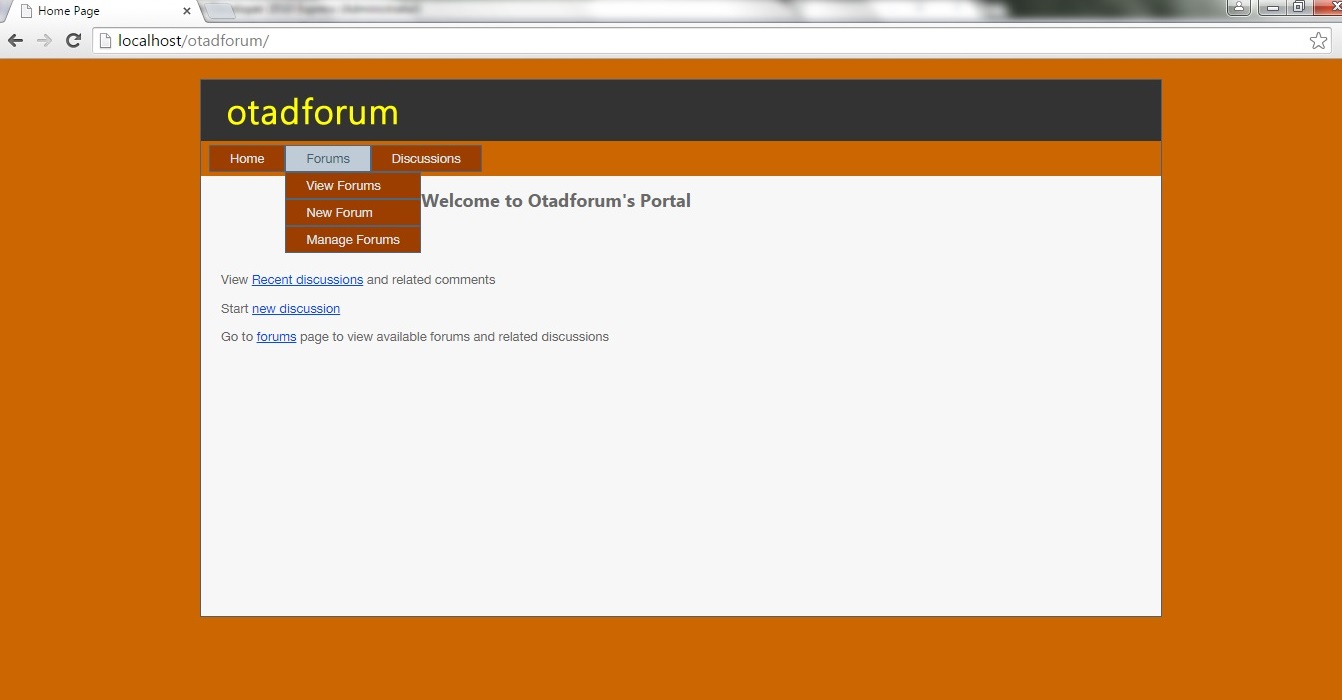 Home Page
localhost/otadforum/
otadforum
Home Forums Discussions
View Forums
New Forum
Manage Forums
Welcome to Otadforum's Portal
View Recent discussions and related comments
Start new discussion
Go to forums page to view available forums and related discussions